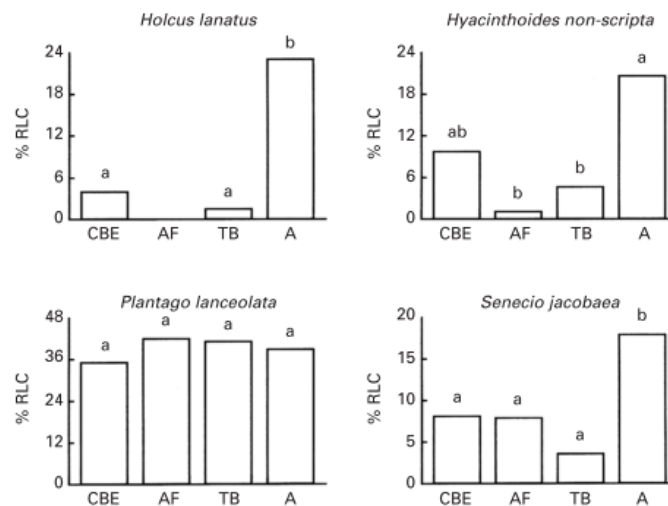 Holcus lanatus
% RLC
24
18
12
6
0
a
a
b
CBE AF TB A
Hyacinthoides non-scripta
% RLC
24
18
12
6
0
ab
b
b
a
CBE AF TB A
Plantago lanceolata
% RLC
48
36
24
12
0
a
a
a
a
CBE AF TB A
Senecio jacobaea
% RLC
20
15
10
5
0
a
a
a
b
CBE AF TB A